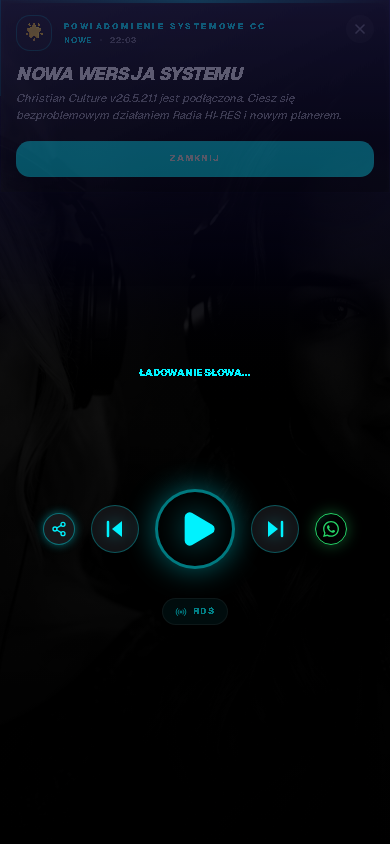 POWIADOMIENIE SYSTEMOWE CC
NOWE 22:03
NOWA WERSJA SYSTEMU
Christian Culture v26.5.21.1 jest podłączona. Ciesz się
bezproblemowym działaniem Radia HI-RES i nowym planerem.
ZAMKNIJ
ŁADOWANIE SŁOWA...
RDS